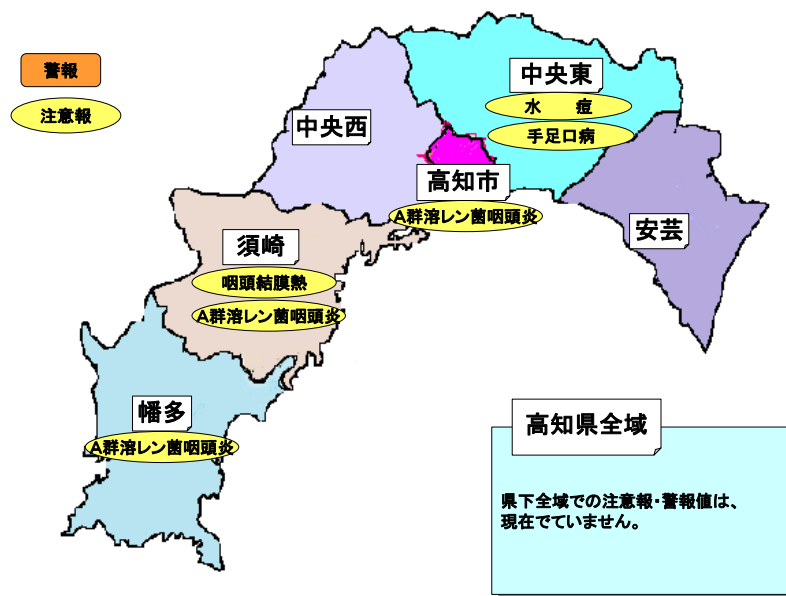 警報
注意報
中央東
水　痘
手足口病
中央西
高知市
A群溶レン菌咽頭炎
安芸
須崎
咽頭結膜熱
A群溶レン菌咽頭炎
幡多
A群溶レン菌咽頭炎
高知県全域
県下全域での注意報・警報値は、
現在でていません。